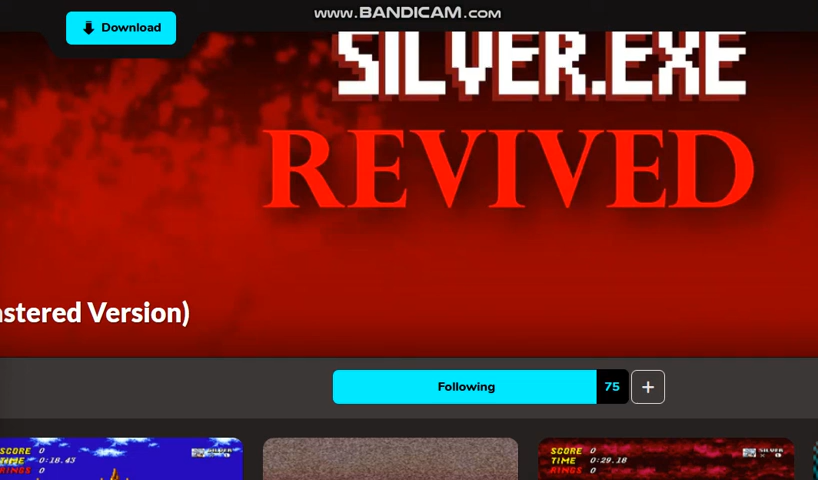 www.BANDICAM.com
Download
SILVER.EXE
REVIVED
astered Version)
Following
75
+
SCORE 0
TIME 0:18.43
RINGS 0
SILVER
SCORE 0
TIME 0:29.18
RINGS 0
SILVER
0